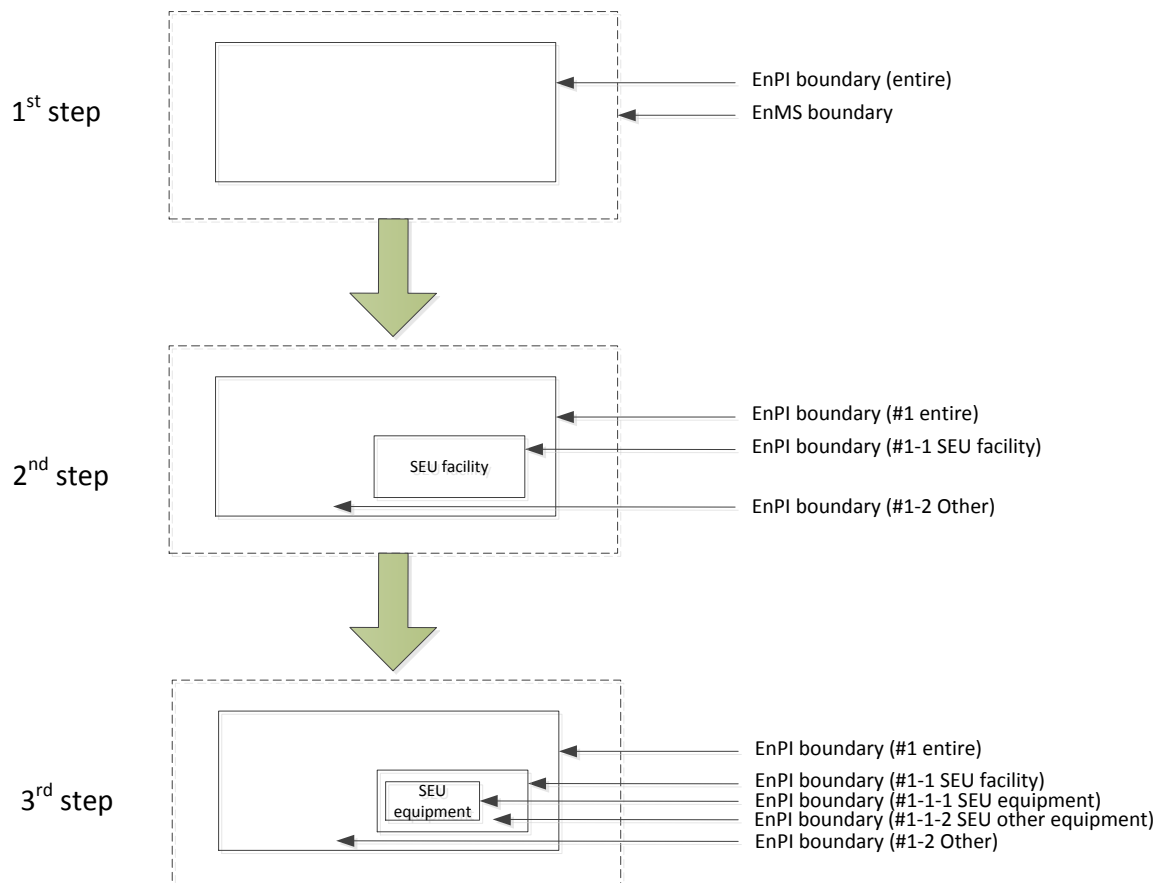 1st step
EnPI boundary (entire)
EnMS boundary
2nd step
EnPI boundary (#1 entire)
EnPI boundary (#1-1 SEU facility)
SEU facility
EnPI boundary (#1-2 Other)
3rd step
EnPI boundary (#1 entire)
EnPI boundary (#1-1 SEU facility)
SEU
equipment
EnPI boundary (#1-1-1 SEU equipment)
EnPI boundary (#1-1-2 SEU other equipment)
EnPI boundary (#1-2 Other)